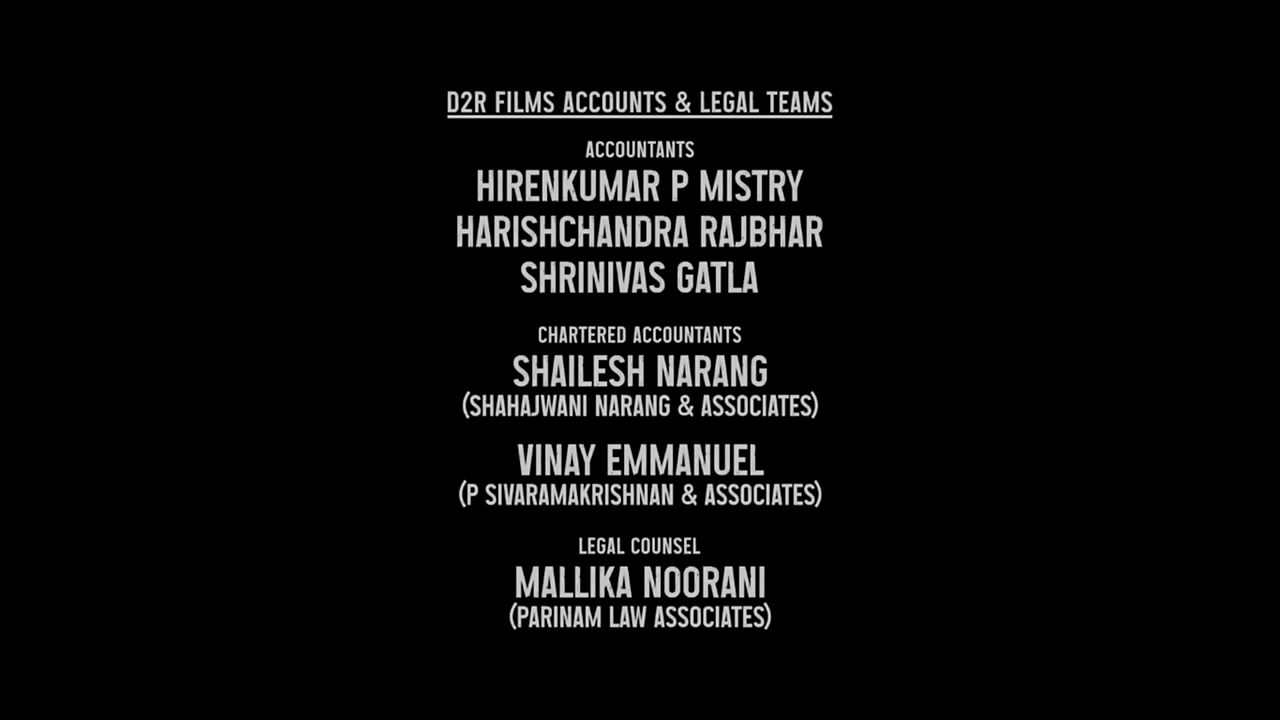 D2R FILMS ACCOUNTS & LEGAL TEAMS
ACCOUNTANTS
HIRENKUMAR P MISTRY
HARISHCHANDRA RAJBHAR
SHRINIVAS GATLA
CHARTERED ACCOUNTANTS
SHAILESH NARANG
(SHAHAJWANI NARANG & ASSOCIATES)
VINAY EMMANUEL
(P SIVARAMAKRISHNAN & ASSOCIATES)
LEGAL COUNSEL
MALLIKA NOORANI
(PARINAM LAW ASSOCIATES)